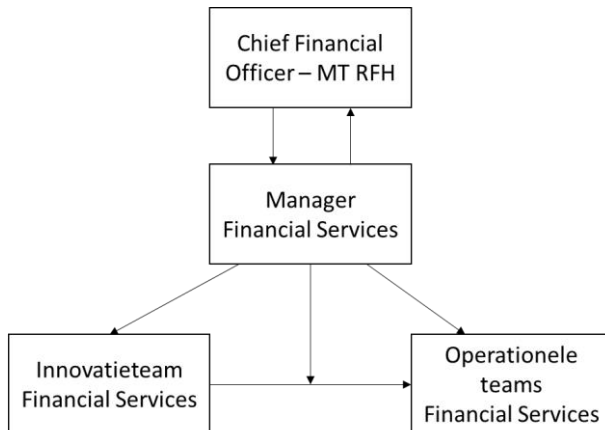 Chief Financial
Officer – MT RFH
Manager
Financial Services
Innovatieteam
Financial Services
Operationele
teams
Financial Services